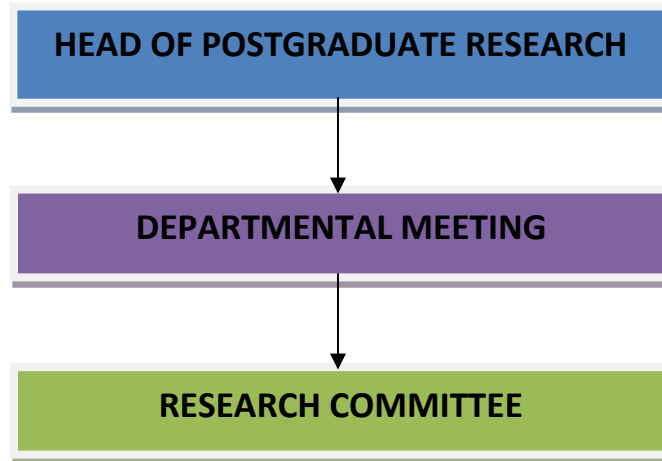 HEAD OF POSTGRADUATE RESEARCH
DEPARTMENTAL MEETING
RESEARCH COMMITTEE